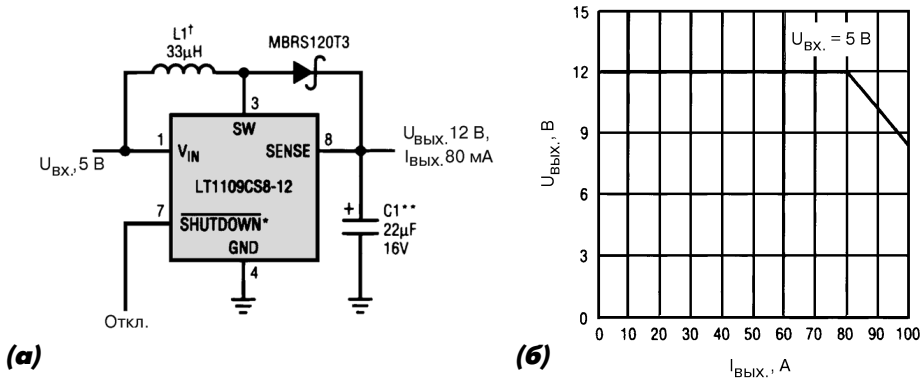 L1†
33µH
MBRS120T3
3
SW
1
VIN
SENSE
8
UВХ., 5 В
UВЫХ. 12 В,
IВЫХ. 80 мА
LT1109CS8-12
7
SHUTDOWN*
GND
4
+
C1**
22µF
16V
Откл.
(а)
15
12
9
6
3
0
UВЫХ., В
UВХ. = 5 В
0 10 20 30 40 50 60 70 80 90 100
IВЫХ., А
(б)